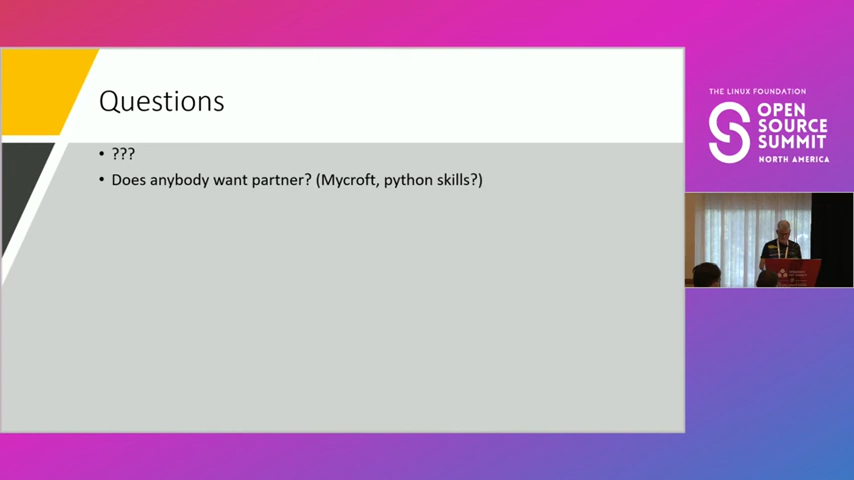 Questions
• ???
• Does anybody want partner? (Mycroft, python skills?)
THE LINUX FOUNDATION
OPEN
SOURCE
SUMMIT
NORTH AMERICA